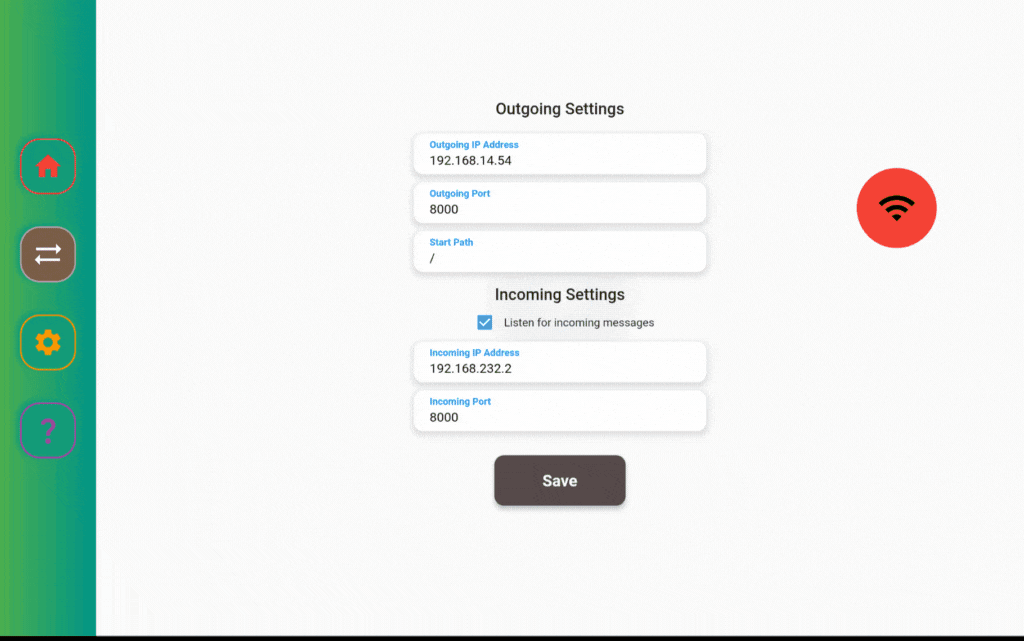 Outgoing Settings
Outgoing IP Address
192.168.14.54
Outgoing Port
8000
Start Path
/
Incoming Settings
Listen for incoming messages
Incoming IP Address
192.168.232.2
Incoming Port
8000
Save
?